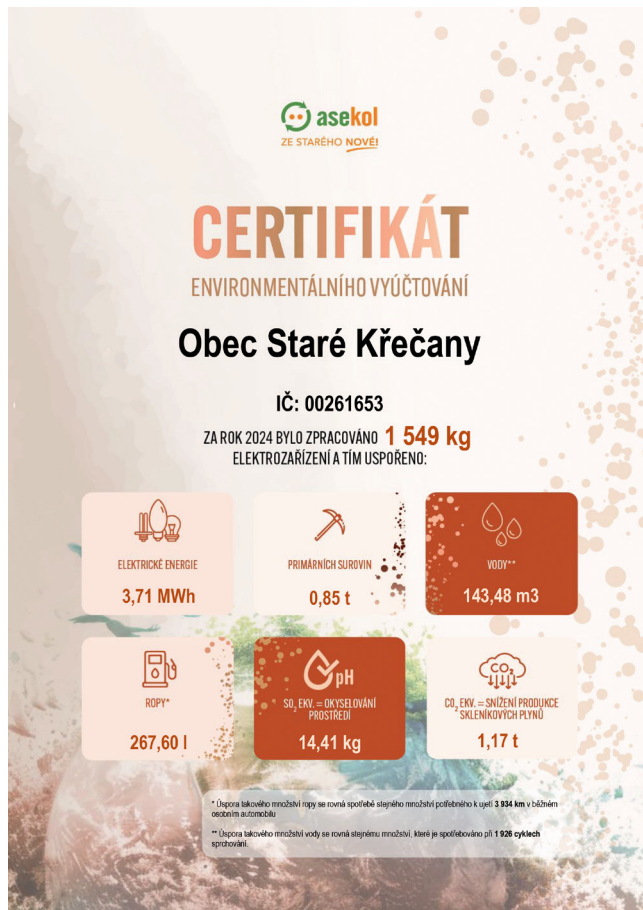 asekol
ZE STARÉHO NOVÉ!
CERTIFIKÁT
ENVIRONMENTÁLNÍHO VYÚČTOVÁNÍ
Obec Staré Křečany
IČ: 00261653
ZA ROK 2024 BYLO ZPRACOVÁNO 1 549 kg
ELEKTROZAŘÍZENÍ A TÍM USPOŘENO:
ELEKTRICKÉ ENERGIE
3,71 MWh
PRIMÁRNÍCH SUROVIN
0,85 t
VODY**
143,48 m3
ROPY*
267,60 l
pH
SO2 EKV. = OKYSELOVÁNÍ
PROSTŘEDÍ
14,41 kg
CO2
CO2 EKV. = SNÍŽENÍ PRODUKCE
SKLENÍKOVÝCH PLYNŮ
1,17 t
* Úspora takového množství ropy se rovná spotřebě stejného množství potřebného k ujetí 3 934 km v běžném
osobním automobilu
** Úspora takového množství vody se rovná stejnému množství, které je spotřebováno při 1 926 cyklech
sprchování.